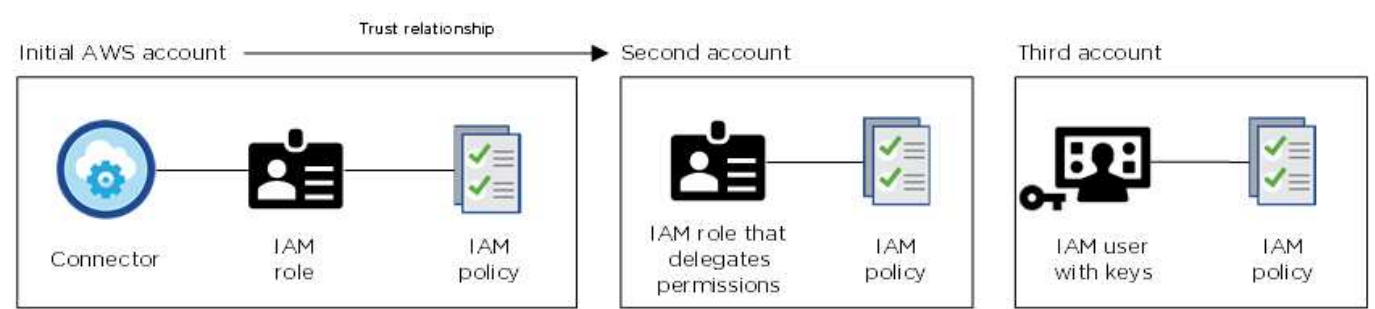 Trust relationship
Initial AWS account
Second account
Third account
Connector
IAM
role
IAM
policy
IAM role that
delegates
permissions
IAM
policy
IAM user
with keys
IAM
policy